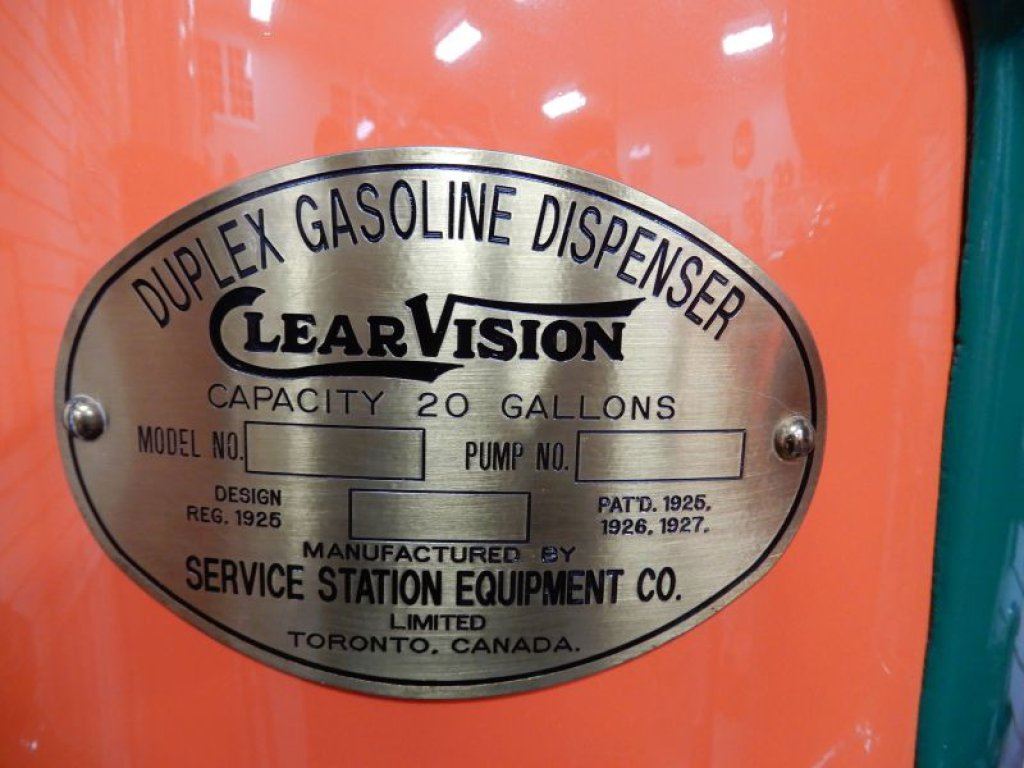 DUPLEX GASOLINE DISPENSER
CLEARVISION
CAPACITY 20 GALLONS
MODEL NO. PUMP NO.
DESIGN
REG. 1925
PAT'D. 1925,
1926, 1927.
MANUFACTURED BY
SERVICE STATION EQUIPMENT CO.
LIMITED
TORONTO, CANADA.